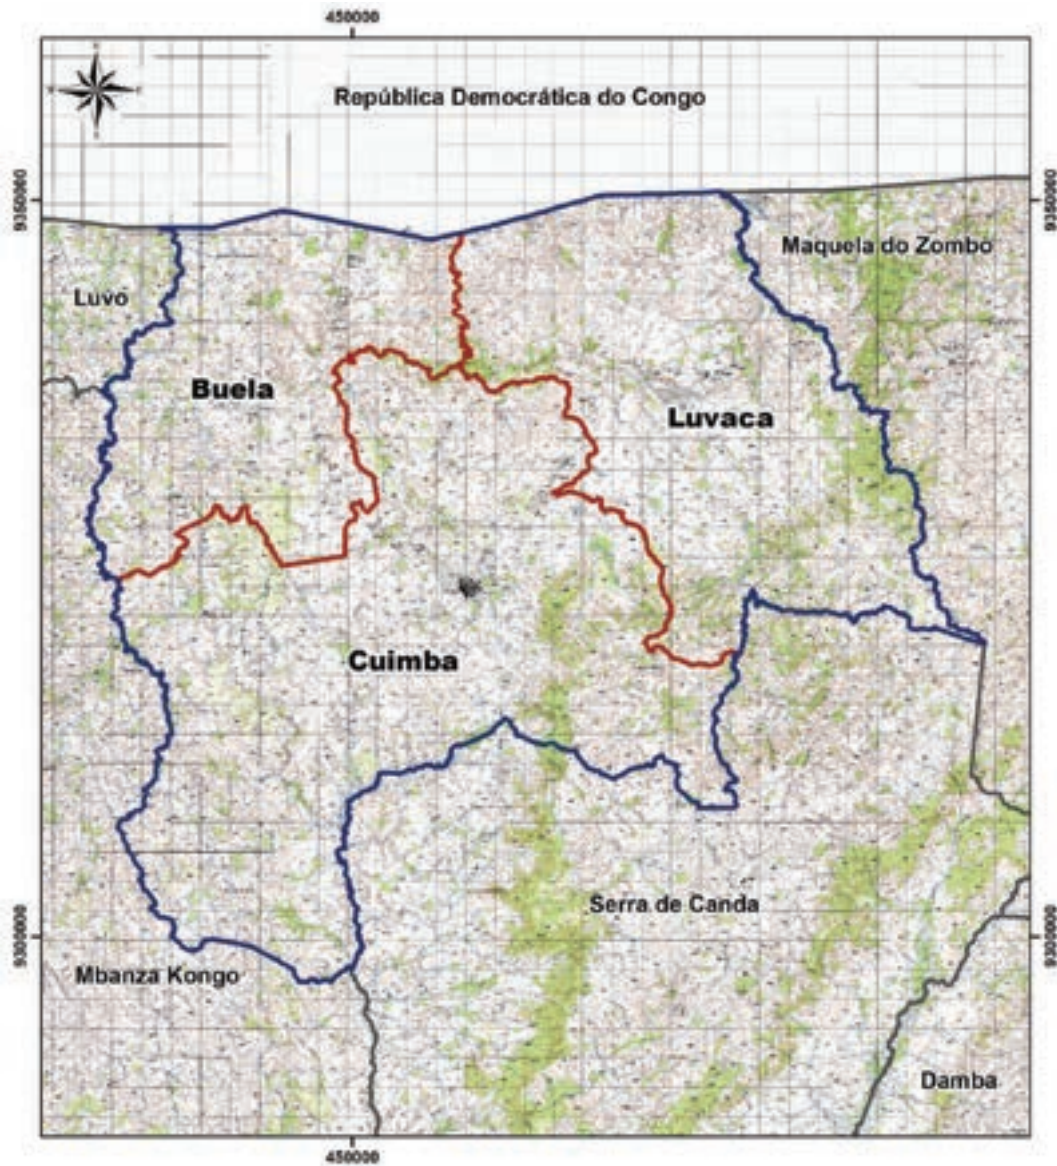 450000
República Democrática do Congo
9350000
9350000
Maquela do Zombo
Luvo
Buela
Luvaca
Cuimba
Serra de Canda
9300000
9300000
Mbanza Kongo
Damba
450000